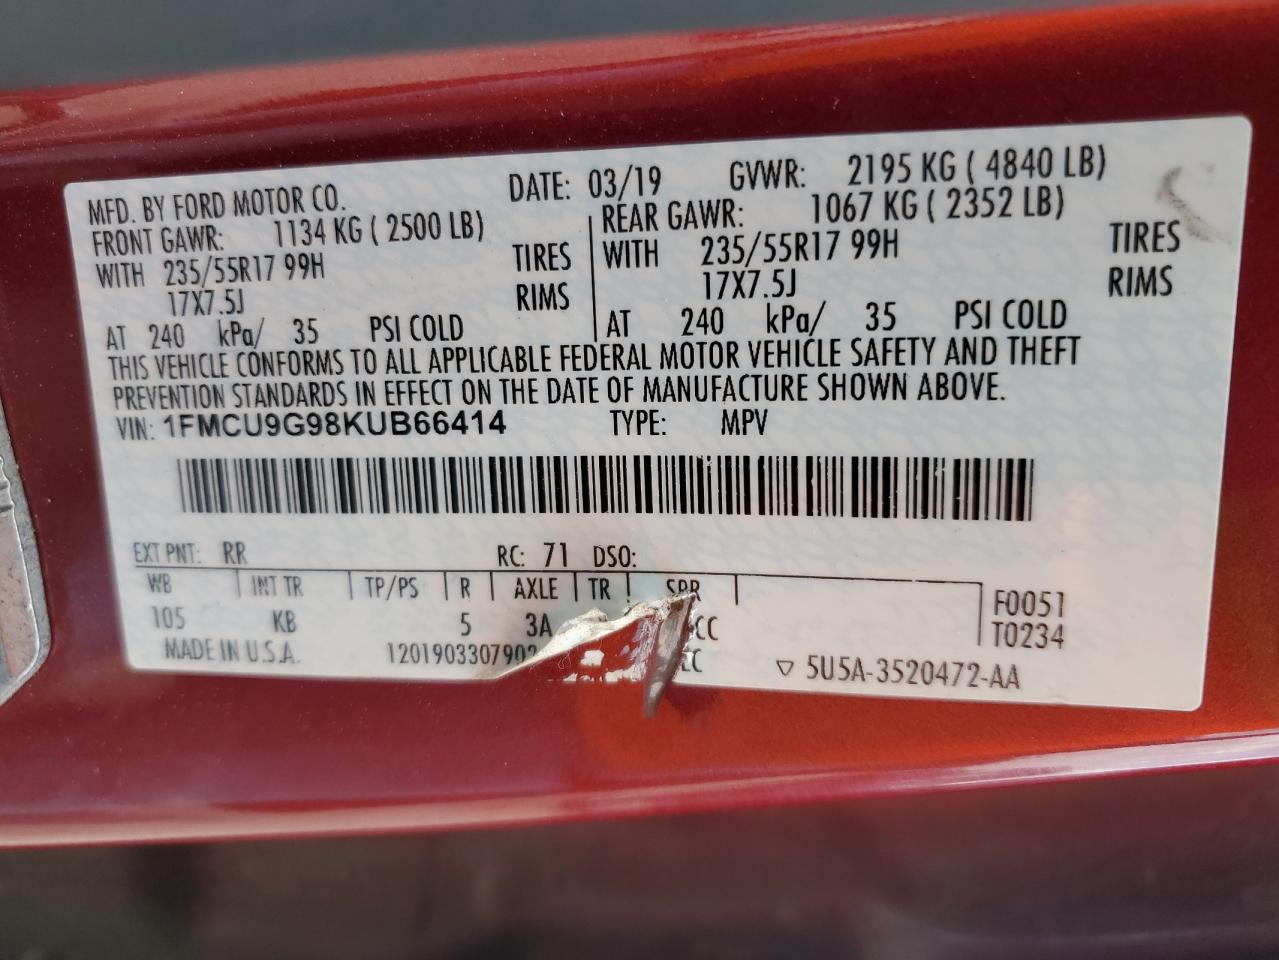 MFD. BY FORD MOTOR CO. DATE: 03/19 GVWR: 2195 KG ( 4840 LB)
FRONT GAWR: 1134 KG ( 2500 LB) REAR GAWR: 1067 KG ( 2352 LB)
WITH 235/55R17 99H TIRES WITH 235/55R17 99H TIRES
17X7.5J RIMS 17X7.5J RIMS
AT 240 kPa/ 35 PSI COLD AT 240 kPa/ 35 PSI COLD
THIS VEHICLE CONFORMS TO ALL APPLICABLE FEDERAL MOTOR VEHICLE SAFETY AND THEFT
PREVENTION STANDARDS IN EFFECT ON THE DATE OF MANUFACTURE SHOWN ABOVE.
VIN: 1FMCU9G98KUB66414 TYPE: MPV
EXT PNT: RR RC: 71 DSO:
WB INT TR TP/PS R AXLE TR SPR F0051
105 KB 5 3A T0234
MADE IN U.S.A. ▽ 5U5A-3520472-AA